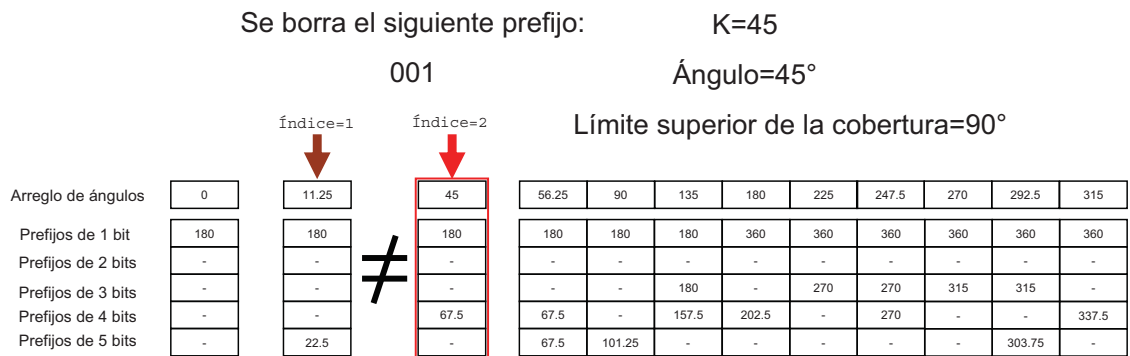 Se borra el siguiente prefijo: K=45
001 Ángulo=45°
Índice=1 Índice=2 Límite superior de la cobertura=90°
Arreglo de ángulos 0 11.25 45 56.25 90 135 180 225 247.5 270 292.5 315
Prefijos de 1 bit 180 180 180 180 180 180 360 360 360 360 360 360
Prefijos de 2 bits - - - - - - - - - - - -
Prefijos de 3 bits - - - - - 180 - 270 270 315 315 -
Prefijos de 4 bits - - 67.5 67.5 - 157.5 202.5 - 270 - - 337.5
Prefijos de 5 bits - 22.5 - 67.5 101.25 - - - - - 303.75 -
≠